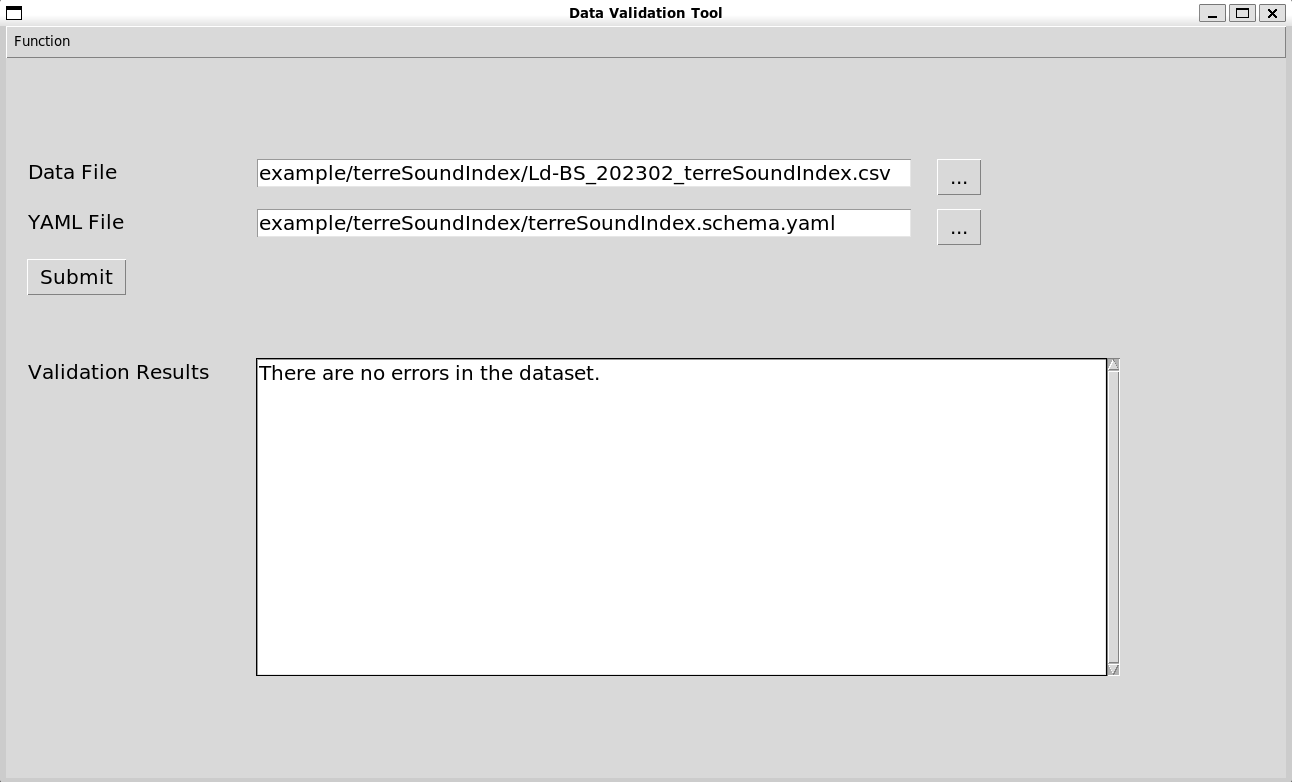 Data Validation Tool
Function
Data File
example/terreSoundIndex/Ld-BS_202302_terreSoundIndex.csv
...
YAML File
example/terreSoundIndex/terreSoundIndex.schema.yaml
...
Submit
Validation Results
There are no errors in the dataset.